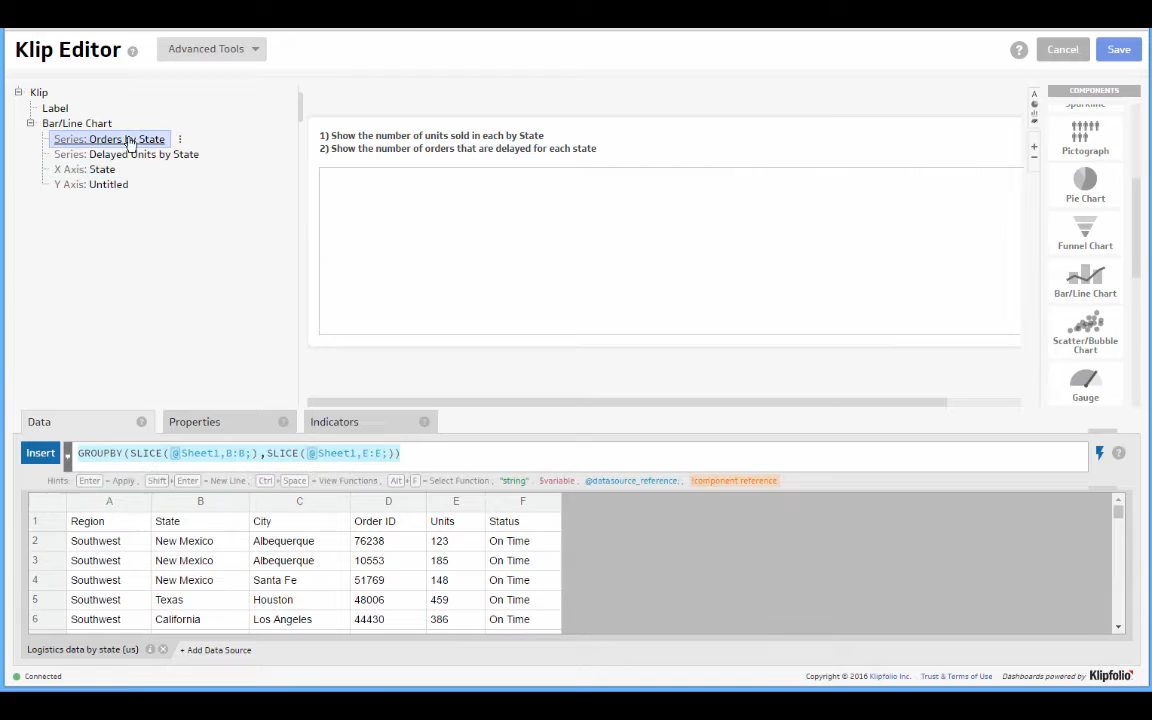 Klip Editor ?
Advanced Tools
?
Cancel
Save
Klip
Label
Bar/Line Chart
Series: Orders by State
Series: Delayed Units by State
X Axis: State
Y Axis: Untitled
1) Show the number of units sold in each by State
2) Show the number of orders that are delayed for each state
A
+
−
COMPONENTS
Sparkline
Pictograph
Pie Chart
Funnel Chart
Bar/Line Chart
Scatter/Bubble
Chart
Gauge
Data ?
Properties ?
Indicators ?
Insert
GROUPBY(SLICE(@Sheet1,B:B;),SLICE(@Sheet1,E:E;))
?
Hints: Enter = Apply, Shift+Enter = New Line, Ctrl+Space = View Functions, Alt+F = Select Function, "string" $variable, @datasource_reference;, !component reference
A B C D E F
1 Region State City Order ID Units Status
2 Southwest New Mexico Albequerque 76238 123 On Time
3 Southwest New Mexico Albequerque 10553 185 On Time
4 Southwest New Mexico Santa Fe 51769 148 On Time
5 Southwest Texas Houston 48006 459 On Time
6 Southwest California Los Angeles 44430 386 On Time
Logistics data by state (us) i x + Add Data Source
Connected
Copyright © 2016 Klipfolio Inc. Trust & Terms of Use Dashboards powered by Klipfolio